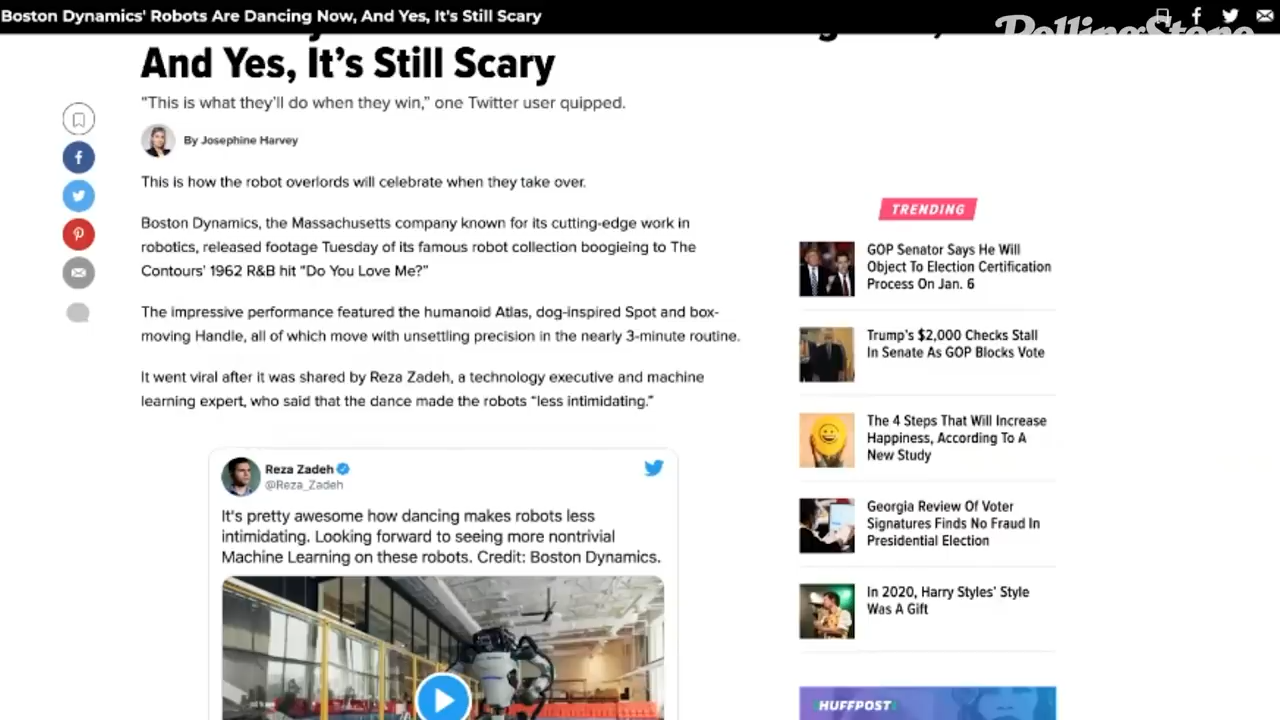 Boston Dynamics' Robots Are Dancing Now, And Yes, It's Still Scary
RollingStone
And Yes, It's Still Scary
"This is what they'll do when they win," one Twitter user quipped.
By Josephine Harvey
This is how the robot overlords will celebrate when they take over.
Boston Dynamics, the Massachusetts company known for its cutting-edge work in
robotics, released footage Tuesday of its famous robot collection boogieing to The
Contours' 1962 R&B hit "Do You Love Me?"
The impressive performance featured the humanoid Atlas, dog-inspired Spot and box-
moving Handle, all of which move with unsettling precision in the nearly 3-minute routine.
It went viral after it was shared by Reza Zadeh, a technology executive and machine
learning expert, who said that the dance made the robots "less intimidating."
Reza Zadeh
@Reza_Zadeh
It's pretty awesome how dancing makes robots less
intimidating. Looking forward to seeing more nontrivial
Machine Learning on these robots. Credit: Boston Dynamics.
TRENDING
GOP Senator Says He Will
Object To Election Certification
Process On Jan. 6
Trump's $2,000 Checks Stall
In Senate As GOP Blocks Vote
The 4 Steps That Will Increase
Happiness, According To A
New Study
Georgia Review Of Voter
Signatures Finds No Fraud In
Presidential Election
In 2020, Harry Styles' Style
Was A Gift
HUFFPOST